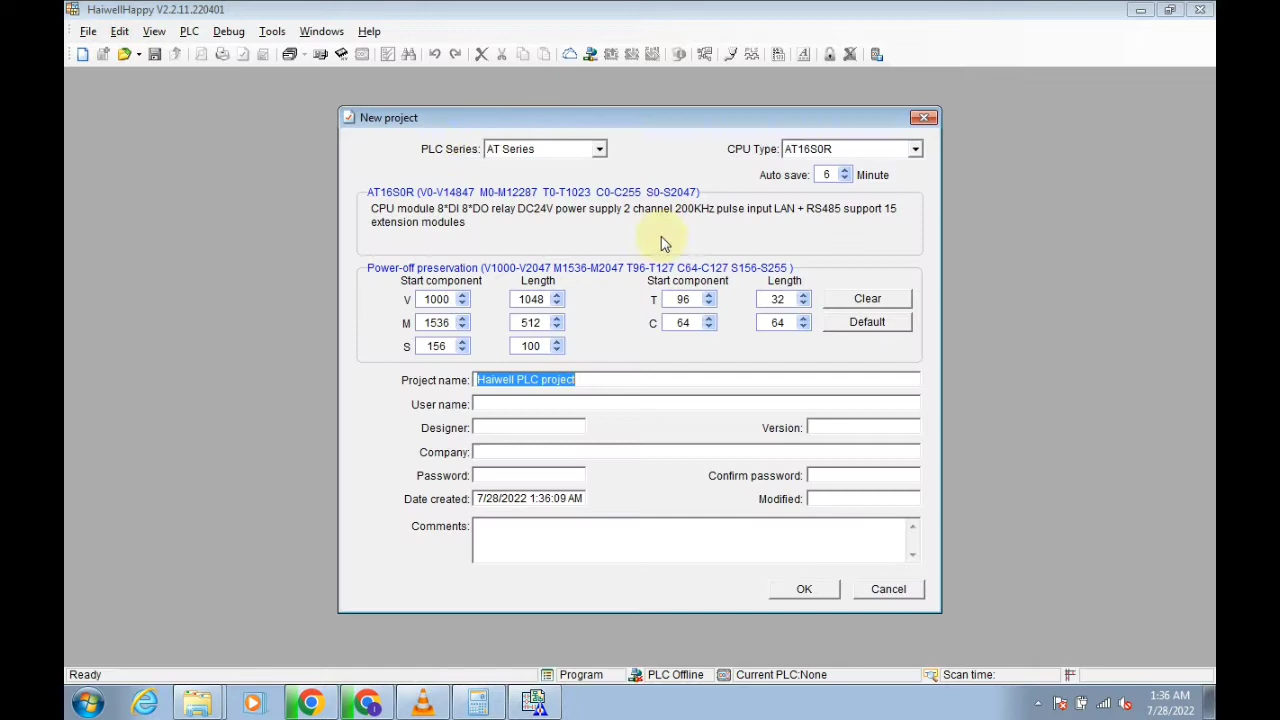 HaiwellHappy V2.2.11.220401
File Edit View PLC Debug Tools Windows Help
New project
PLC Series: AT Series CPU Type: AT16S0R
Auto save: 6 Minute
AT16S0R (V0-V14847 M0-M12287 T0-T1023 C0-C255 S0-S2047)
CPU module 8*DI 8*DO relay DC24V power supply 2 channel 200KHz pulse input LAN + RS485 support 15
extension modules
Power-off preservation (V1000-V2047 M1536-M2047 T96-T127 C64-C127 S156-S255 )
Start component Length Start component Length
V 1000 1048 T 96 32 Clear
M 1536 512 C 64 64 Default
S 156 100
Project name: Haiwell PLC project
User name:
Designer: Version:
Company:
Password: Confirm password:
Date created: 7/28/2022 1:36:09 AM Modified:
Comments:
OK Cancel
Ready Program PLC Offline Current PLC:None Scan time:
1:36 AM
7/28/2022